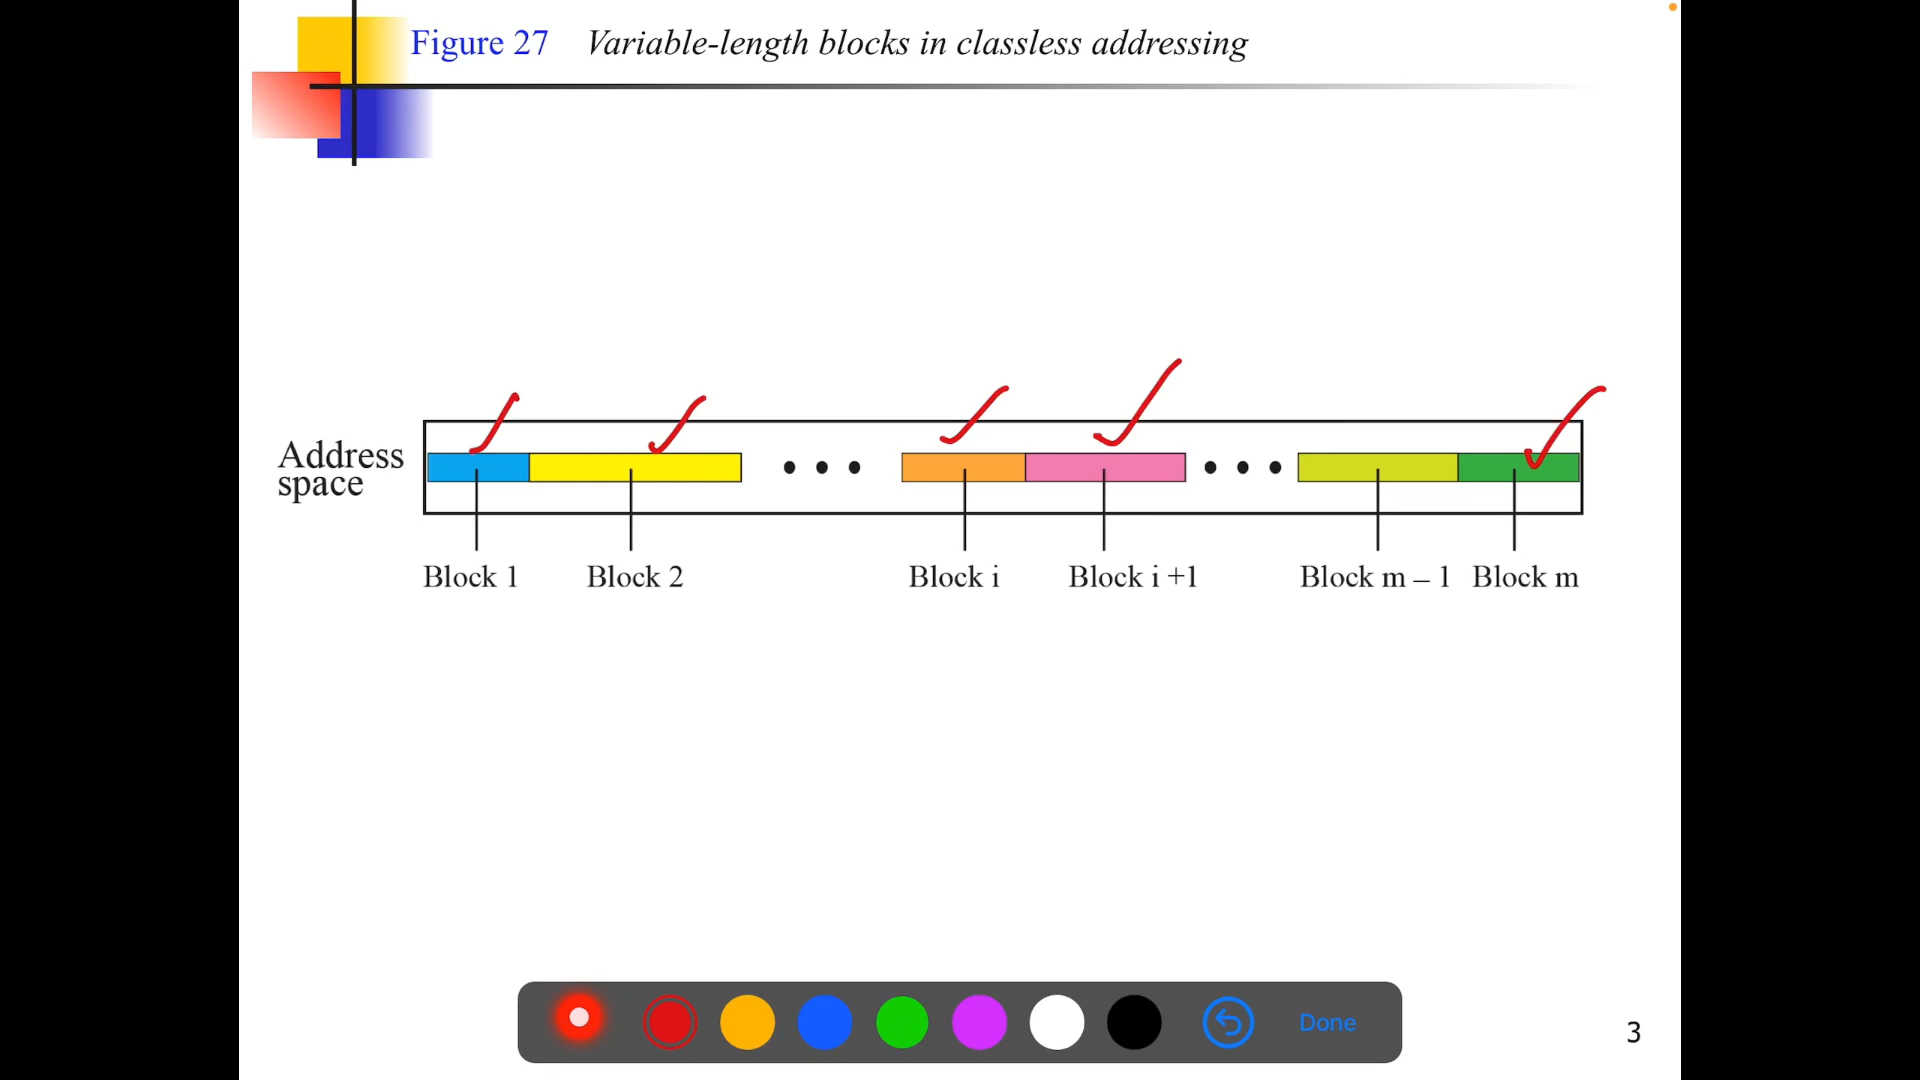 Figure 27 Variable-length blocks in classless addressing
Address
space
Block 1 Block 2 Block i Block i +1 Block m – 1 Block m
Done
3